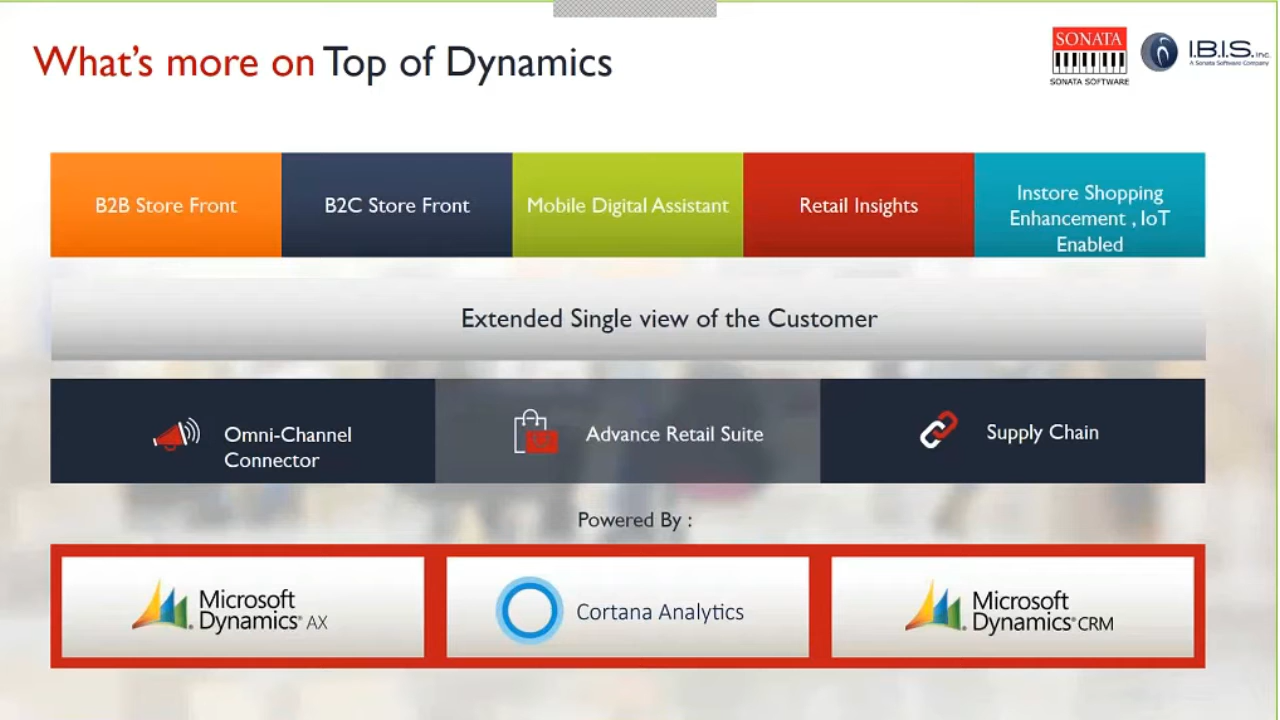 What's more on Top of Dynamics
SONATA
SONATA SOFTWARE
I.B.I.S. Inc.
A Sonata Software Company
B2B Store Front
B2C Store Front
Mobile Digital Assistant
Retail Insights
Instore Shopping
Enhancement , IoT
Enabled
Extended Single view of the Customer
Omni-Channel
Connector
Advance Retail Suite
Supply Chain
Powered By :
Microsoft
Dynamics® AX
Cortana Analytics
Microsoft
Dynamics® CRM